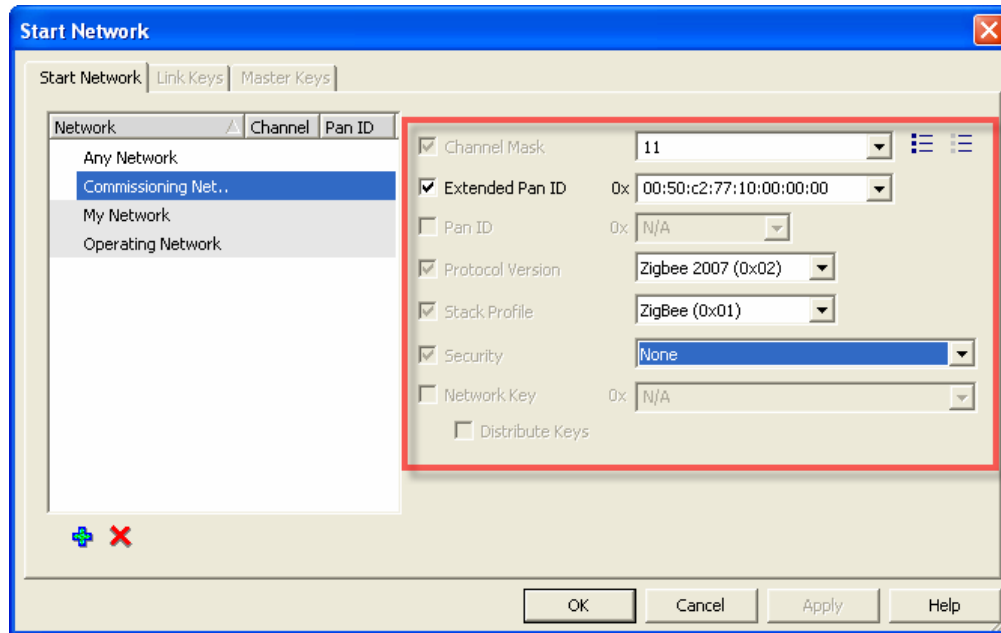 Start Network
Start Network Link Keys Master Keys
Network Channel Pan ID
Any Network
Commissioning Net..
My Network
Operating Network
Channel Mask 11
Extended Pan ID 0x 00:50:c2:77:10:00:00:00
Pan ID 0x N/A
Protocol Version Zigbee 2007 (0x02)
Stack Profile ZigBee (0x01)
Security None
Network Key 0x N/A
Distribute Keys
OK Cancel Apply Help